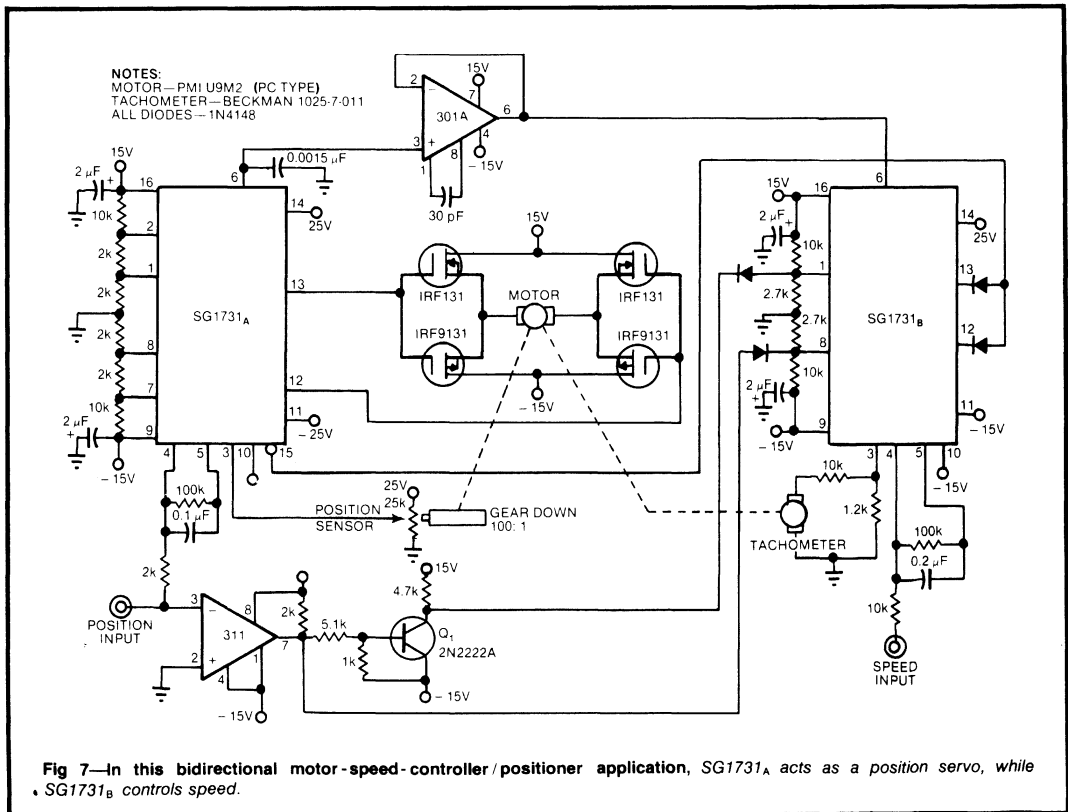 NOTES:
MOTOR—PMI U9M2 (PC TYPE)
TACHOMETER—BECKMAN 1025-7-011
ALL DIODES—1N4148
2
15V
7
301A
6
4
- 15V
3
1
8
30 pF
6
0.0015 µF
15V
2 µF
+
16
10k
2
2k
1
2k
2k
8
2k
7
10k
2 µF
+
9
- 15V
SG1731A
14
25V
13
12
11
- 25V
4
5
3
10
15
15V
IRF131
IRF131
MOTOR
IRF9131
IRF9131
- 15V
15V
16
6
2 µF
+
10k
1
2.7k
2.7k
8
10k
2 µF
+
- 15V
9
SG1731B
14
25V
13
12
11
-15V
3
4
5
10
-15V
100k
0.1 µF
2k
POSITION
SENSOR
25V
25k
GEAR DOWN
100: 1
10k
1.2k
TACHOMETER
100k
0.2 µF
10k
SPEED
INPUT
POSITION
INPUT
3
8
311
2
4
1
7
- 15V
2k
5.1k
1k
15V
4.7k
Q1
2N2222A
- 15V
Fig 7—In this bidirectional motor-speed-controller/positioner application, SG1731A acts as a position servo, while
SG1731B controls speed.